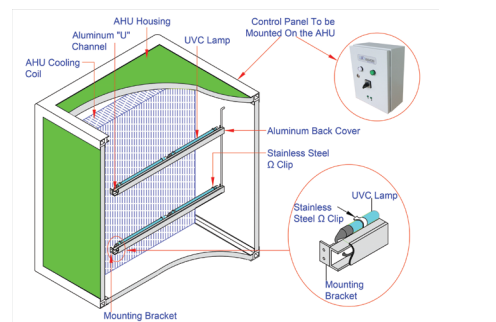 AHU Housing
Control Panel To be
Mounted On the AHU
Aluminum "U"
Channel
UVC Lamp
AHU Cooling
Coil
Aluminum Back Cover
Stainless Steel
Ω Clip
UVC Lamp
Stainless
Steel Ω Clip
Mounting
Bracket
Mounting Bracket